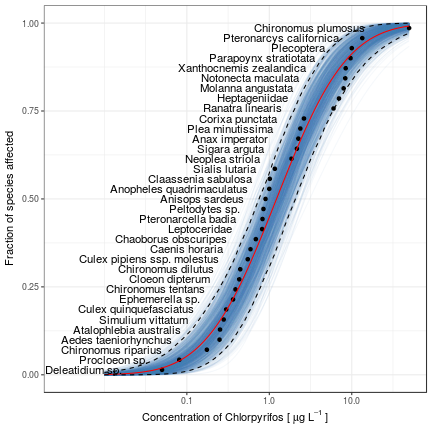 1.00
0.75
0.50
0.25
0.00
Fraction of species affected
Chironomus plumosus
Pteronarcys californica
Plecoptera
Parapoynx stratiotata
Xanthocnemis zealandica
Notonecta maculata
Molanna angustata
Heptageniidae
Ranatra linearis
Corixa punctata
Plea minutissima
Anax imperator
Sigara arguta
Neoplea striola
Sialis lutaria
Claassenia sabulosa
Anopheles quadrimaculatus
Anisops sardeus
Peltodytes sp.
Pteronarcella badia
Leptoceridae
Chaoborus obscuripes
Caenis horaria
Culex pipiens ssp. molestus
Chironomus dilutus
Cloeon dipterum
Chironomus tentans
Ephemerella sp.
Culex quinquefasciatus
Simulium vittatum
Atalophlebia australis
Aedes taeniorhynchus
Chironomus riparius
Procloeon sp.
Deleatidium sp.
0.1 1.0 10.0
Concentration of Chlorpyrifos [ μg L⁻¹ ]